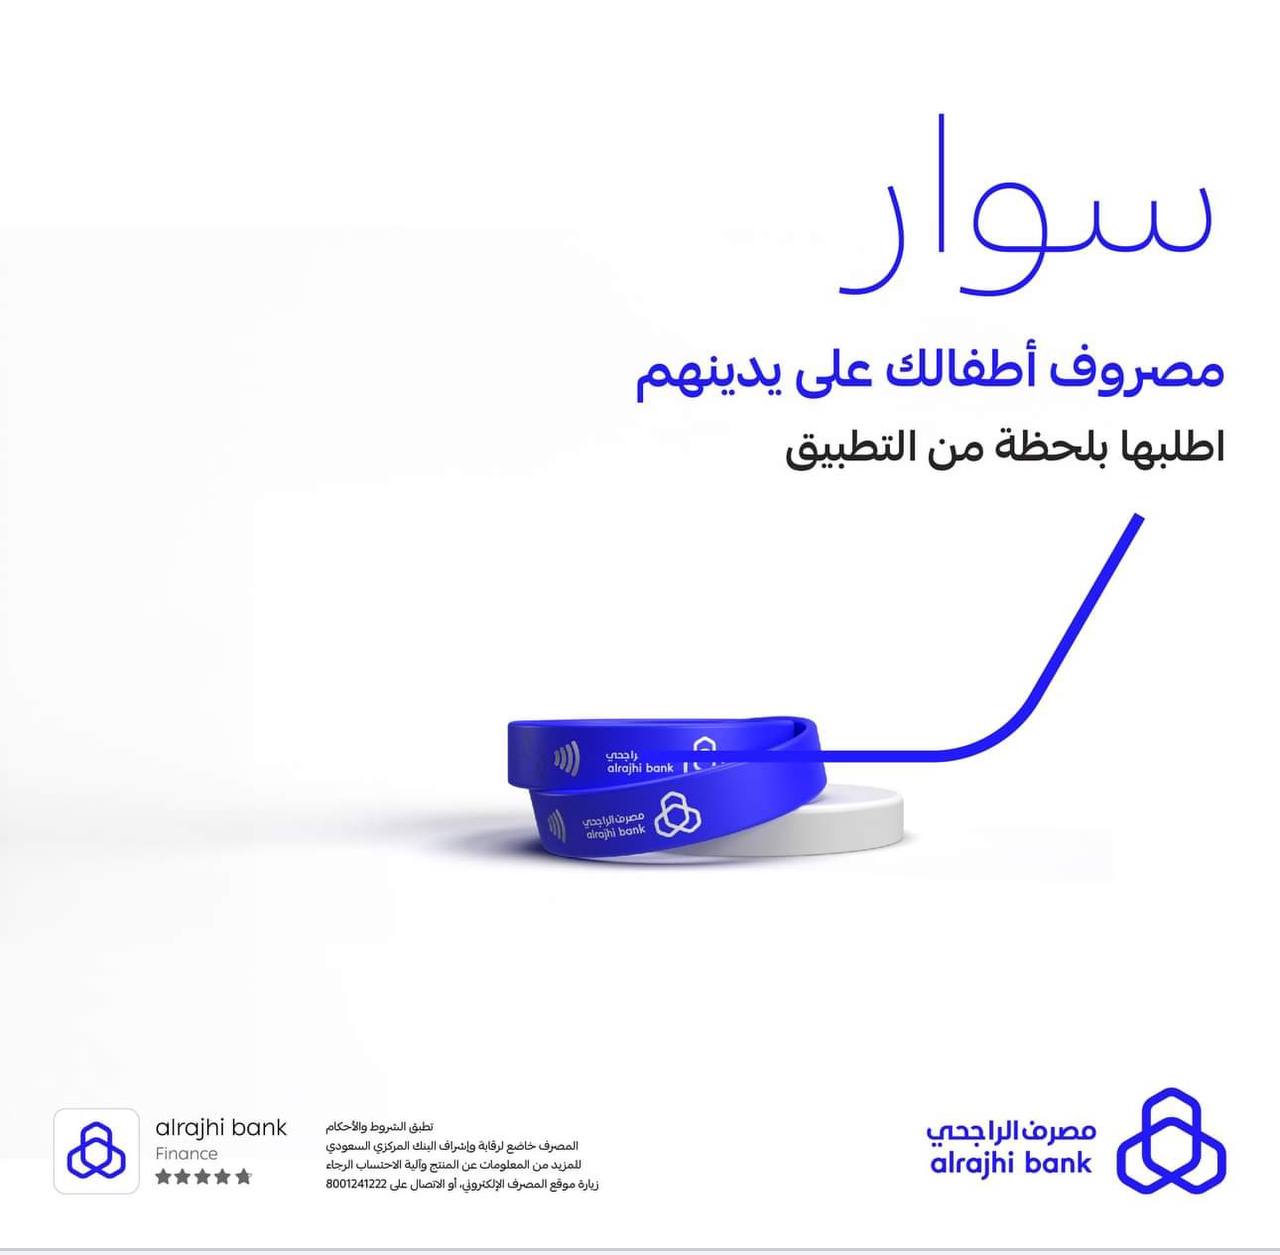 سوار
مصروف أطفالك على يدينهم
اطلبها بلحظة من التطبيق
راجحي
alrajhi bank
مصرف الراجحي
alrajhi bank
مصرف الراجحي
alrajhi bank
تطبق الشروط والأحكام
المصرف خاضع لرقابة وإشراف البنك المركزي السعودي
للمزيد من المعلومات عن المنتج وآلية الاحتساب الرجاء
زيارة موقع المصرف الإلكتروني، أو الاتصال على 8001241222
alrajhi bank
Finance